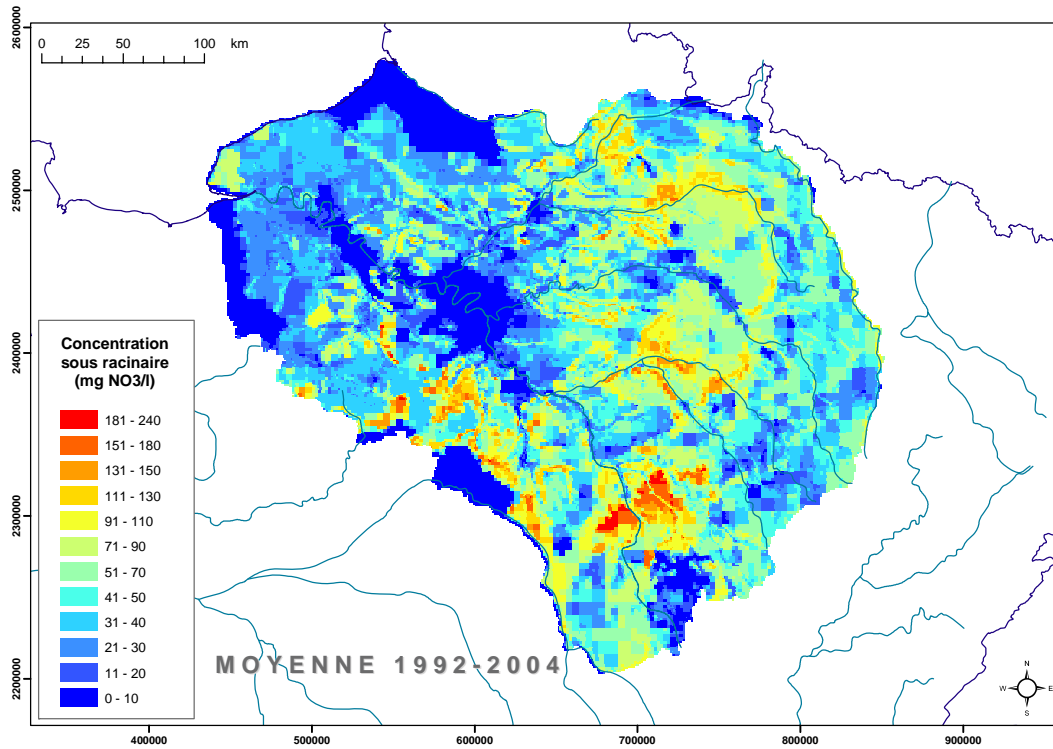 2600000
0 25 50 100 km
2500000
2400000
2300000
2200000
Concentration
sous racinaire
(mg NO3/l)
181 - 240
151 - 180
131 - 150
111 - 130
91 - 110
71 - 90
51 - 70
41 - 50
31 - 40
21 - 30
11 - 20
0 - 10
MOYENNE 1992-2004
N
W E
S
400000 500000 600000 700000 800000 900000